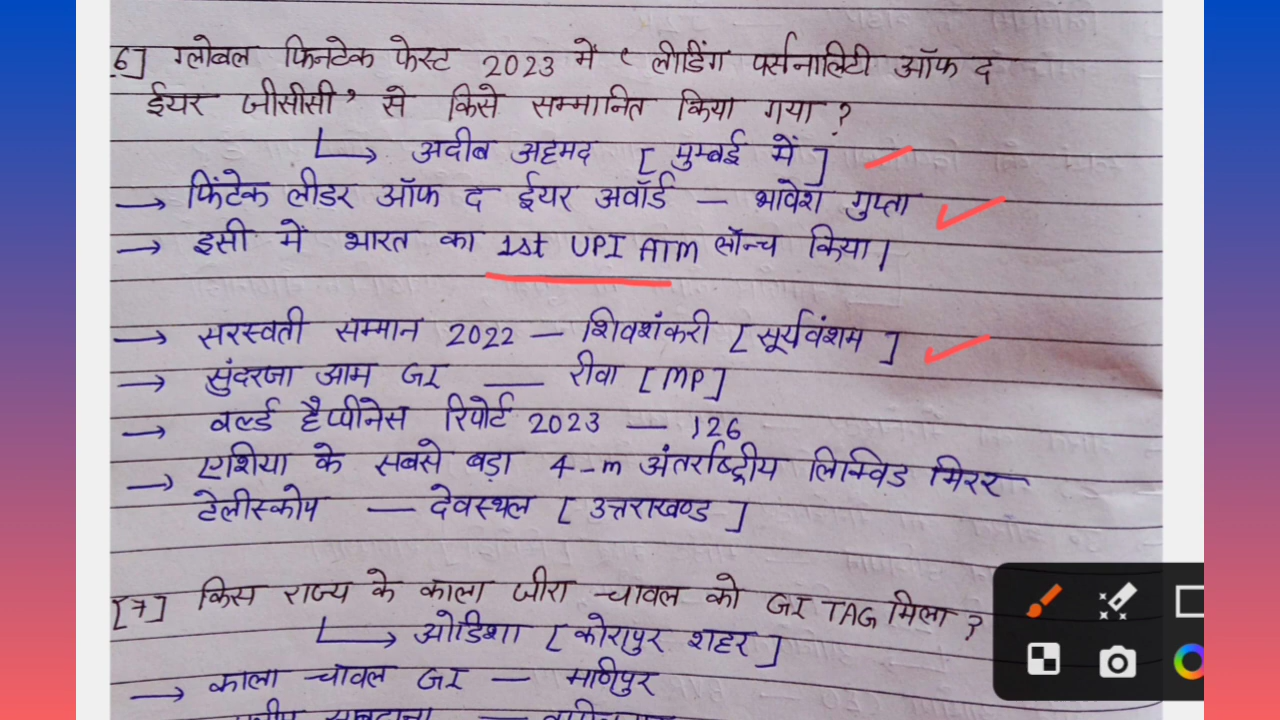 6] ग्लोबल फिनटेक फेस्ट 2023 में ' लीडिंग पर्सनालिटी ऑफ द
ईयर जीसीसी' से किसे सम्मानित किया गया ?
अदीब अहमद [ मुम्बई में ]
→ फिंटेक लीडर ऑफ द ईयर अवॉर्ड – भावेश गुप्ता
→ इसी में भारत का 1st UPI ATM लॉन्च किया।
→ सरस्वती सम्मान 2022 – शिवशंकरी [ सूर्यवंशम ]
→ सुंदरजा आम GI — रीवा [ MP ]
→ वर्ल्ड हैप्पीनेस रिपोर्ट 2023 — 126
→ एशिया के सबसे बड़ा 4-m अंतर्राष्ट्रीय लिक्विड मिरर
टेलीस्कोप — देवस्थल [ उत्तराखण्ड ]
[7] किस राज्य के काला जीरा चावल को GI TAG मिला ?
ओडिशा [ कोरापुर शहर ]
→ काला चावल GI – मणिपुर